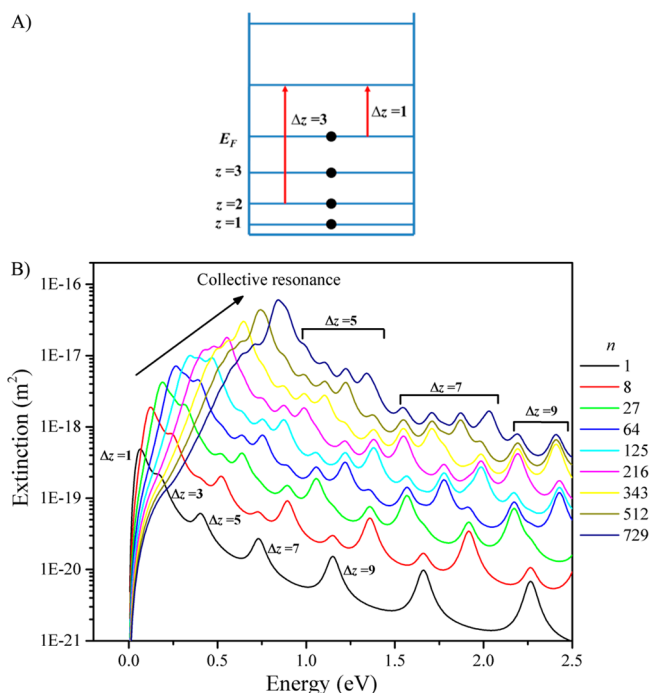 A)
Δz =3
Δz =1
E_F
z=3
z=2
z=1
B)
1E-16
1E-17
1E-18
1E-19
1E-20
1E-21
Extinction (m²)
Collective resonance
Δz =5
Δz =7
Δz =9
Δz =1
Δz =3
Δz =5
Δz =7
Δz =9
n
1
8
27
64
125
216
343
512
729
0.0 0.5 1.0 1.5 2.0 2.5
Energy (eV)